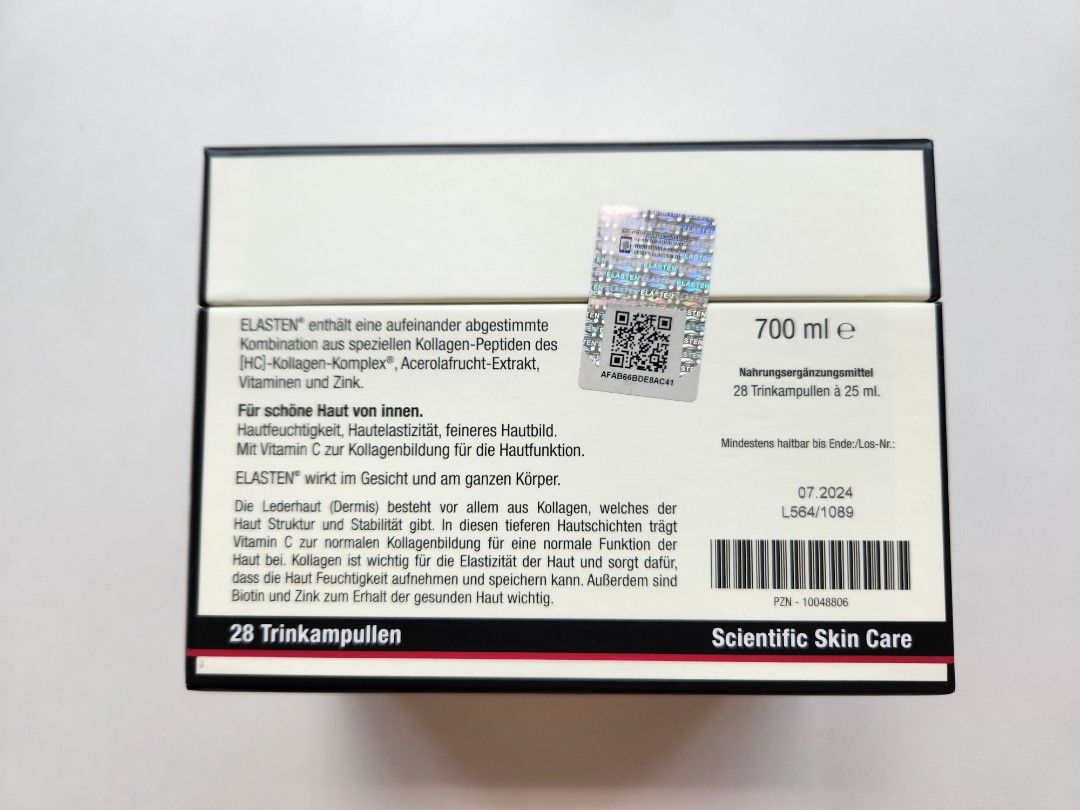 ELASTEN® enthält eine aufeinander abgestimmte
Kombination aus speziellen Kollagen-Peptiden des
[HC]-Kollagen-Komplex®, Acerolafrucht-Extrakt,
Vitaminen und Zink.
Für schöne Haut von innen.
Hautfeuchtigkeit, Hautelastizität, feineres Hautbild.
Mit Vitamin C zur Kollagenbildung für die Hautfunktion.
ELASTEN® wirkt im Gesicht und am ganzen Körper.
Die Lederhaut (Dermis) besteht vor allem aus Kollagen, welches der
Haut Struktur und Stabilität gibt. In diesen tieferen Hautschichten trägt
Vitamin C zur normalen Kollagenbildung für eine normale Funktion der
Haut bei. Kollagen ist wichtig für die Elastizität der Haut und sorgt dafür,
dass die Haut Feuchtigkeit aufnehmen und speichern kann. Außerdem sind
Biotin und Zink zum Erhalt der gesunden Haut wichtig.
ELASTEN
AFAB66BDE8AC41
700 ml ℮
Nahrungsergänzungsmittel
28 Trinkampullen à 25 ml.
Mindestens haltbar bis Ende:/Los-Nr.:
07.2024
L564/1089
PZN - 10048806
28 Trinkampullen
Scientific Skin Care